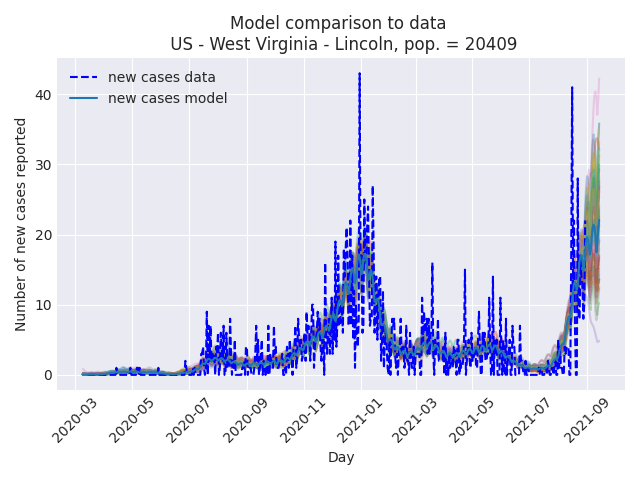 Model comparison to data
US - West Virginia - Lincoln, pop. = 20409
new cases data
new cases model
Number of new cases reported
40
30
20
10
0
2020-03
2020-05
2020-07
2020-09
2020-11
2021-01
2021-03
2021-05
2021-07
2021-09
Day